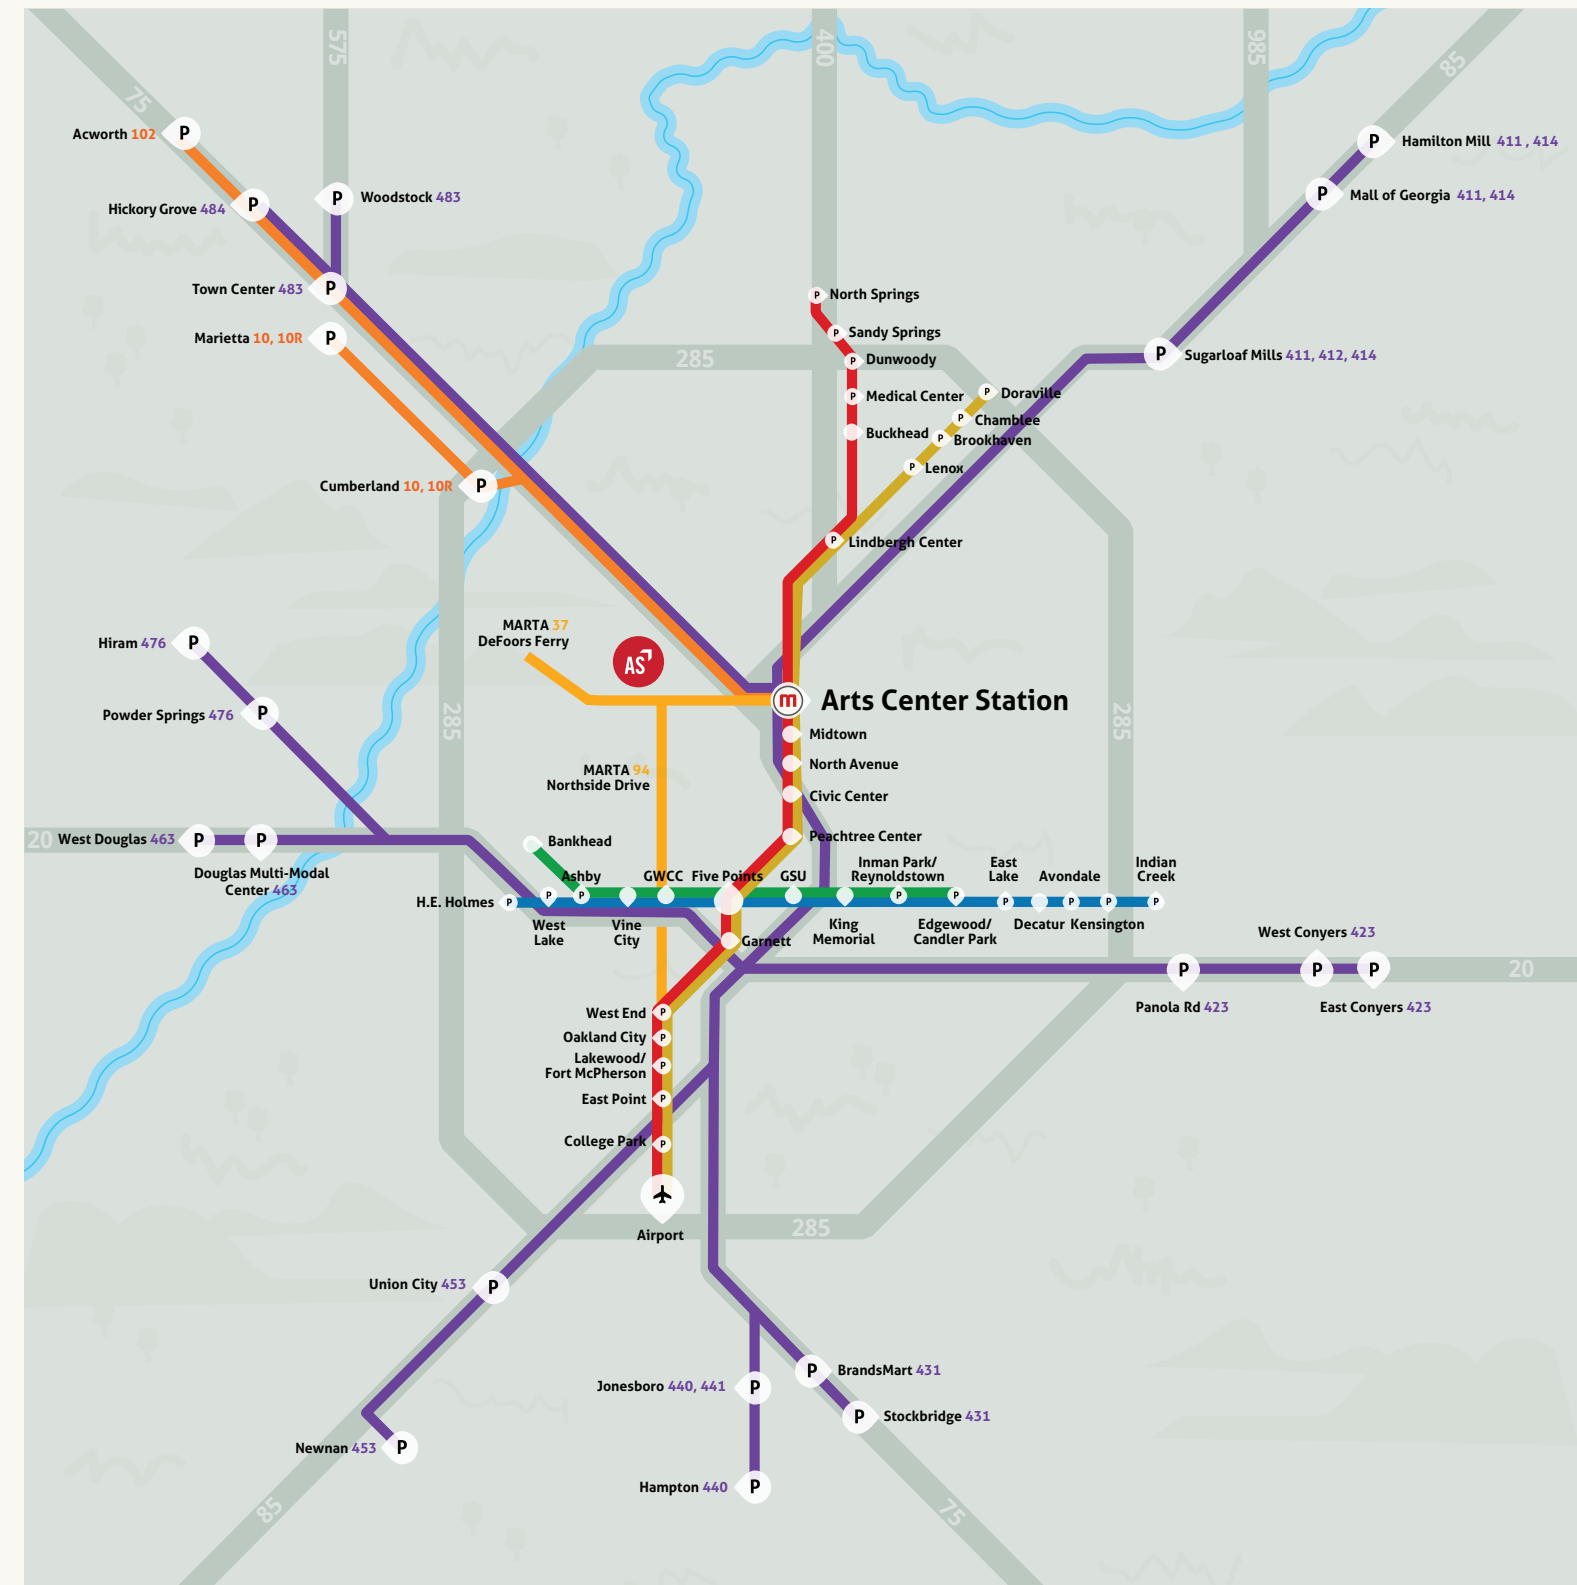 575
400
985
85
75
Acworth 102
P
P
Hamilton Mill 411 , 414
P
Mall of Georgia 411, 414
P
Woodstock 483
Hickory Grove 484
P
Town Center 483
P
P
North Springs
P
Sandy Springs
Marietta 10, 10R
P
285
P
Dunwoody
P
Sugarloaf Mills 411, 412, 414
P
Medical Center
P
Doraville
P
Chamblee
Buckhead
P
Brookhaven
P
Lenox
Cumberland 10, 10R
P
P
Lindbergh Center
MARTA 37
DeFoors Ferry
AS
Hiram 476
P
m
Arts Center Station
Powder Springs 476
P
285
285
Midtown
North Avenue
MARTA 94
Northside Drive
Civic Center
20
West Douglas 463
P
P
Douglas Multi-Modal
Center 463
Bankhead
Peachtree Center
Ashby
P
GWCC
Five Points
GSU
Inman Park/
Reynoldstown
P
P
East
Lake
P
Avondale
P
Indian
Creek
P
H.E. Holmes
P
P
West
Lake
Vine
City
King
Memorial
Edgewood/
Candler Park
Decatur
Kensington
P
Garnett
West Conyers 423
P
P
P
20
Panola Rd 423
East Conyers 423
West End
P
Oakland City
P
Lakewood/
Fort McPherson
P
East Point
P
College Park
P
Airport
285
Union City 453
P
Jonesboro 440, 441
P
P
BrandsMart 431
P
Stockbridge 431
Newnan 453
P
Hampton 440
P
85
75